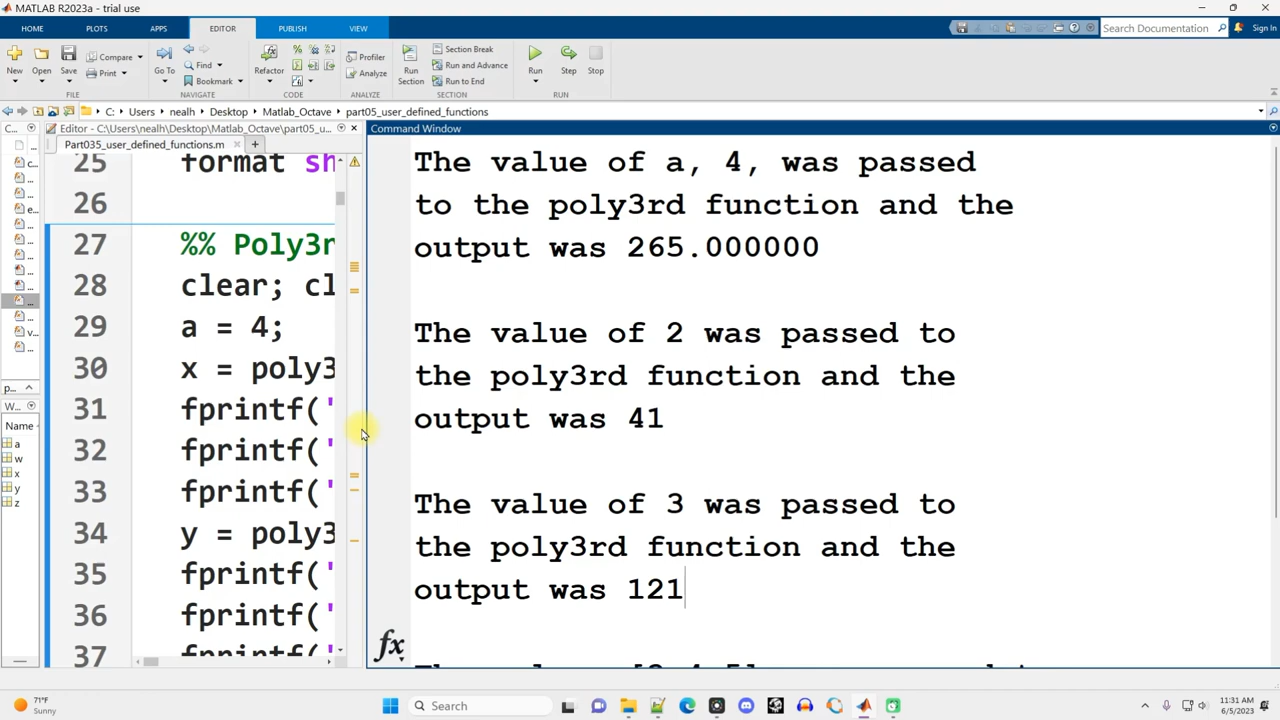 MATLAB R2023a - trial use
HOME PLOTS APPS EDITOR PUBLISH VIEW
Search Documentation
Sign In
New Open Save Compare Print
Go To Find Bookmark
Refactor
Profiler Analyze
Run Section Section Break Run and Advance Run to End
Run Step Stop
FILE NAVIGATE CODE ANALYZE SECTION RUN
C: Users nealh Desktop Matlab_Octave part05_user_defined_functions
C...
Editor - C:\Users\nealh\Desktop\Matlab_Octave\part05_u...
Command Window
Part035_user_defined_functions.m
25 format sh
26
27 %% Poly3r
28 clear; cl
29 a = 4;
30 x = poly3
31 fprintf('
32 fprintf('
33 fprintf('
34 y = poly3
35 fprintf('
36 fprintf('
37 fprintf('
p...
W...
Name
a
w
x
y
z
The value of a, 4, was passed
to the poly3rd function and the
output was 265.000000
The value of 2 was passed to
the poly3rd function and the
output was 41
The value of 3 was passed to
the poly3rd function and the
output was 121
fx
71°F
Sunny
Search
11:31 AM
6/5/2023